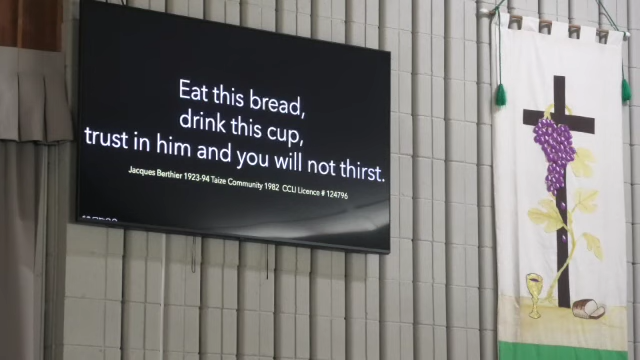 Eat this bread,
drink this cup,
trust in him and you will not thirst.
Jacques Berthier 1923-94 Taize Community 1982 CCLI Licence # 124796